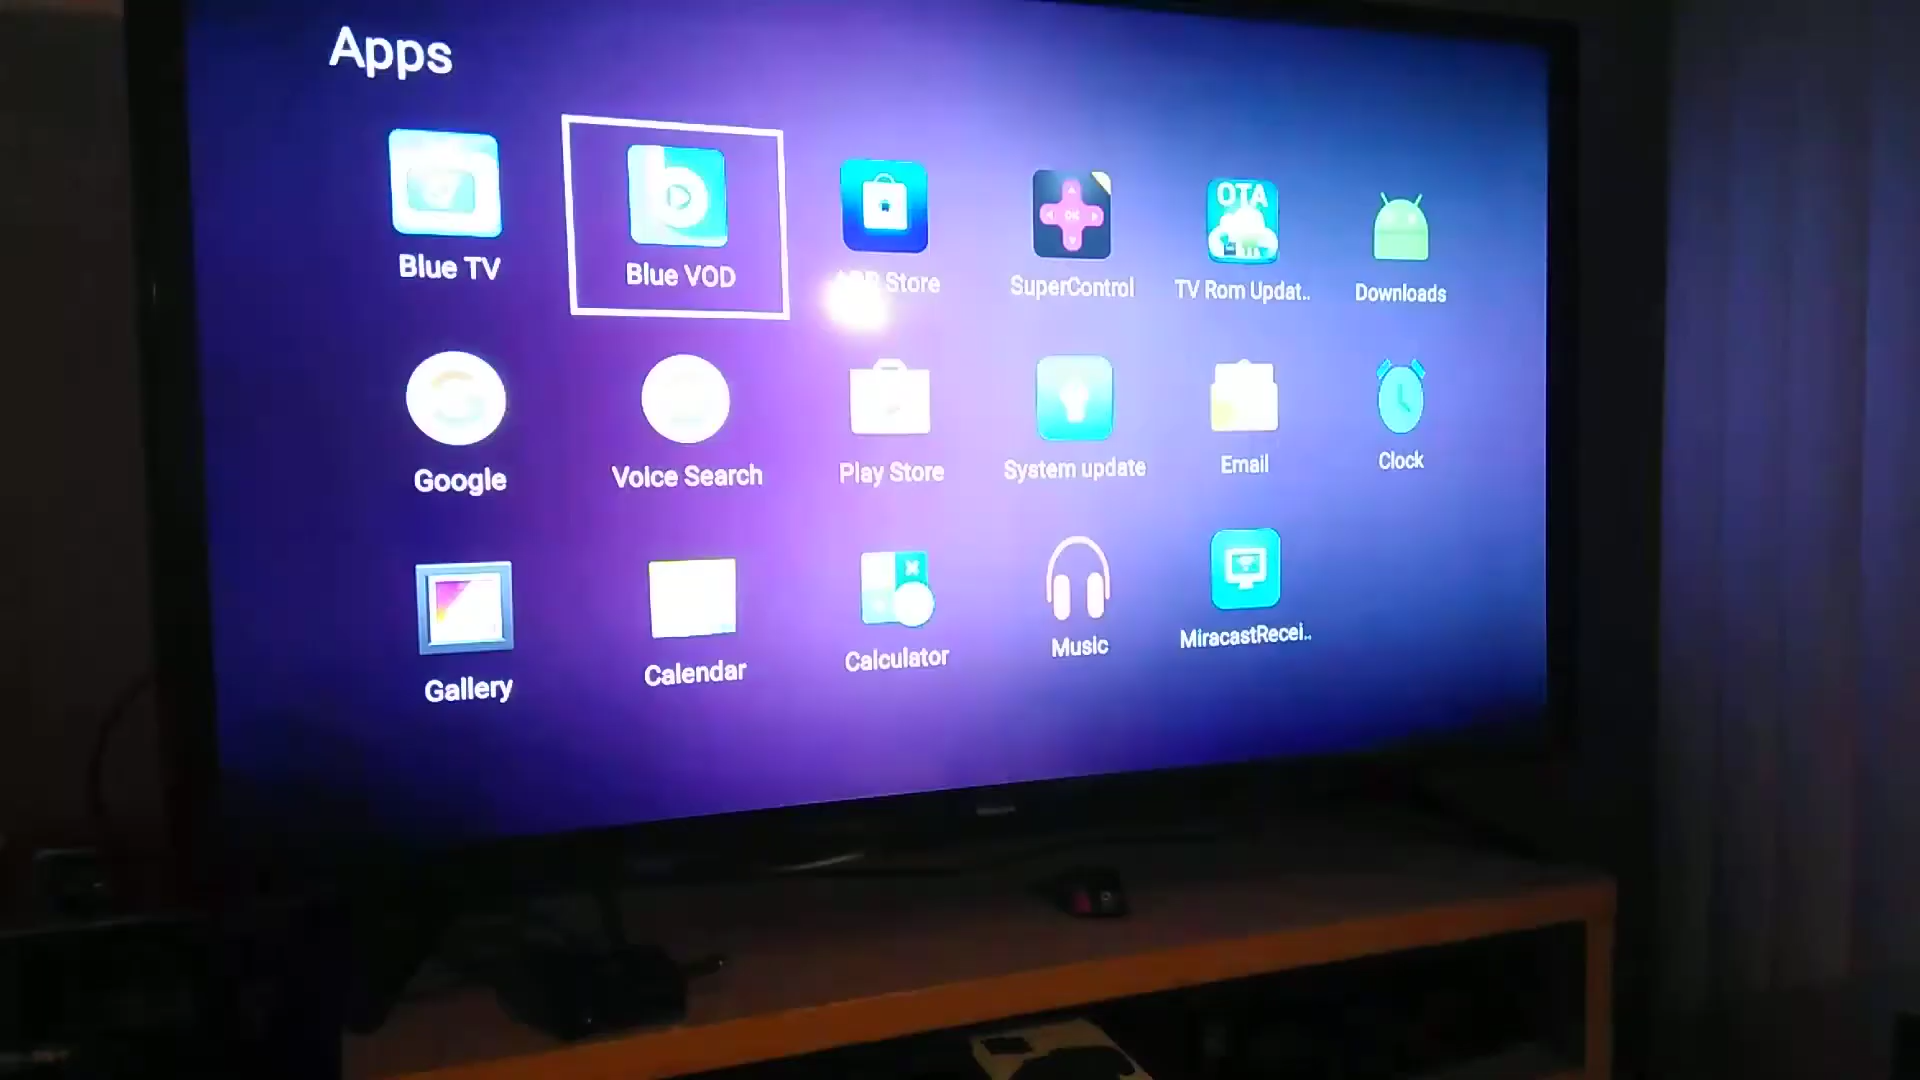 Apps
Blue TV
Blue VOD
Store
SuperControl
OTA
TV Rom Updat..
Downloads
Google
Voice Search
Play Store
System update
Email
Clock
Gallery
Calendar
Calculator
Music
MiracastRecei..